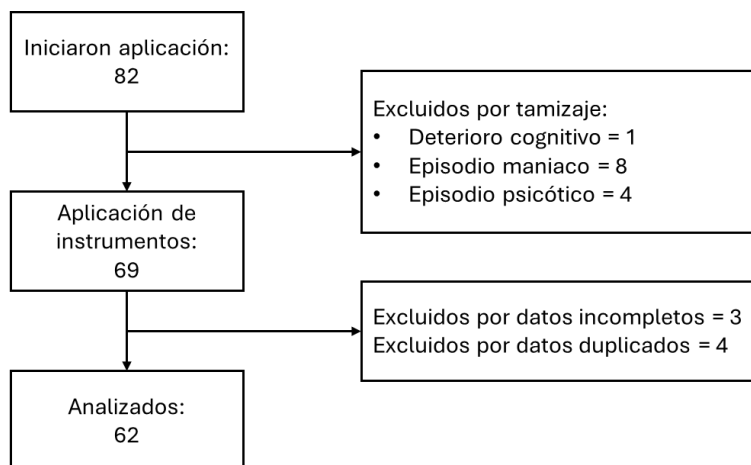 Iniciaron aplicación:
82
Excluidos por tamizaje:
• Deterioro cognitivo = 1
• Episodio maniaco = 8
• Episodio psicótico = 4
Aplicación de
instrumentos:
69
Excluidos por datos incompletos = 3
Excluidos por datos duplicados = 4
Analizados:
62